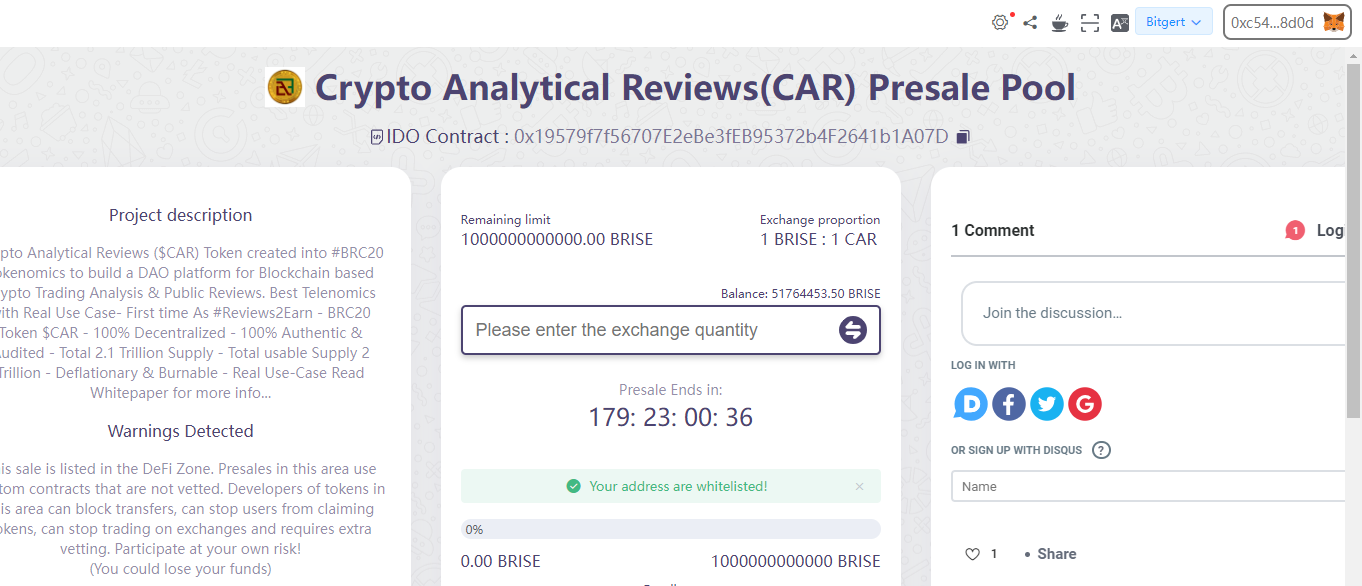 Bitgert
0xc54...8d0d
Crypto Analytical Reviews(CAR) Presale Pool
IDO Contract : 0x19579f7f56707E2eBe3fEB95372b4F2641b1A07D
Project description
pto Analytical Reviews ($CAR) Token created into #BRC20
okenomics to build a DAO platform for Blockchain based
ypto Trading Analysis & Public Reviews. Best Telenomics
ith Real Use Case- First time As #Reviews2Earn - BRC20
Token $CAR - 100% Decentralized - 100% Authentic &
udited - Total 2.1 Trillion Supply - Total usable Supply 2
Trillion - Deflationary & Burnable - Real Use-Case Read
Whitepaper for more info...
Warnings Detected
is sale is listed in the DeFi Zone. Presales in this area use
tom contracts that are not vetted. Developers of tokens in
is area can block transfers, can stop users from claiming
okens, can stop trading on exchanges and requires extra
vetting. Participate at your own risk!
(You could lose your funds)
Remaining limit
1000000000000.00 BRISE
Exchange proportion
1 BRISE : 1 CAR
Balance: 51764453.50 BRISE
Please enter the exchange quantity
Presale Ends in:
179: 23: 00: 36
Your address are whitelisted!
0%
0.00 BRISE
1000000000000 BRISE
1 Comment
1
Logi
Join the discussion...
LOG IN WITH
OR SIGN UP WITH DISQUS ?
Name
1
• Share